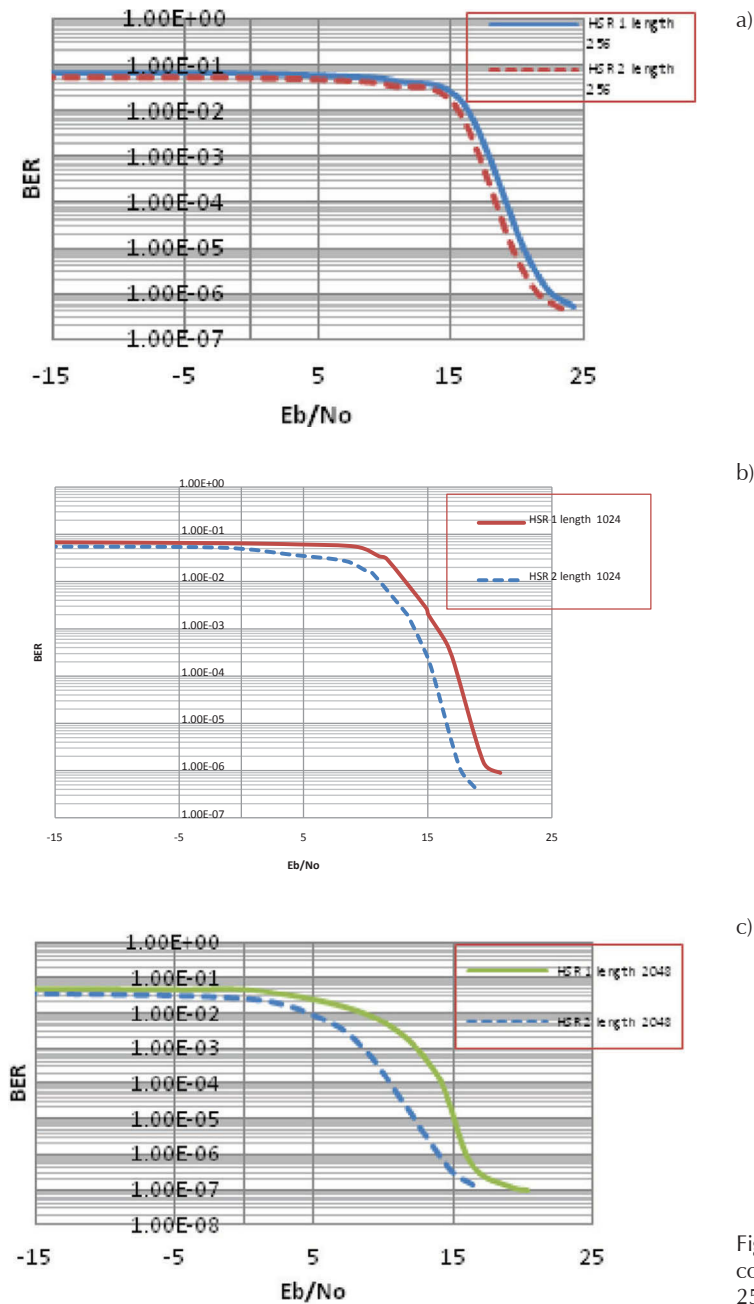 a)
1.00E+00
1.00E-01
1.00E-02
1.00E-03
1.00E-04
1.00E-05
1.00E-06
1.00E-07
BER
-15 -5 5 15 25
Eb/No
HSR 1 length
256
HSR 2 length
256
b)
1.00E+00
1.00E-01
1.00E-02
1.00E-03
1.00E-04
1.00E-05
1.00E-06
1.00E-07
BER
-15 -5 5 15 25
Eb/No
HSR 1 length 1024
HSR 2 length 1024
c)
1.00E+00
1.00E-01
1.00E-02
1.00E-03
1.00E-04
1.00E-05
1.00E-06
1.00E-07
1.00E-08
BER
-15 -5 5 15 25
Eb/No
HSR 1 length 2048
HSR 2 length 2048